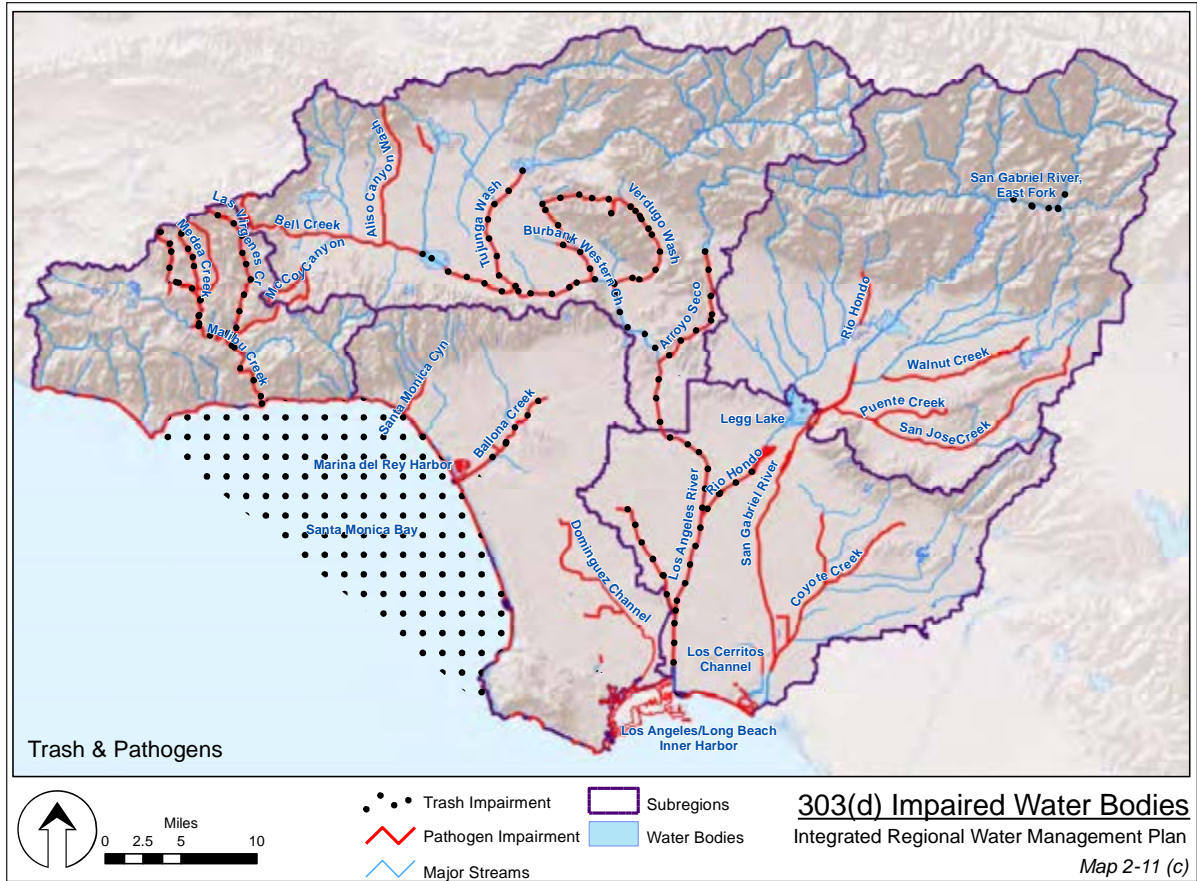 San Gabriel River,
East Fork
Aliso Canyon Wash
Tujunga Wash
Verdugo Wash
Las Virgenes Cr
Bell Creek
Medea Creek
Burbank Western Ch.
McCoy Canyon
Rio Hondo
Arroyo Seco
Malibu Creek
Walnut Creek
Santa Monica Cyn
Puente Creek
Ballona Creek
Legg Lake
San Jose Creek
Marina del Rey Harbor
Rio Hondo
Santa Monica Bay
Los Angeles River
San Gabriel River
Dominguez Channel
Coyote Creek
Los Cerritos
Channel
Los Angeles/Long Beach
Inner Harbor
Trash & Pathogens
Miles
0 2.5 5 10
Trash Impairment
Pathogen Impairment
Major Streams
Subregions
Water Bodies
303(d) Impaired Water Bodies
Integrated Regional Water Management Plan
Map 2-11 (c)